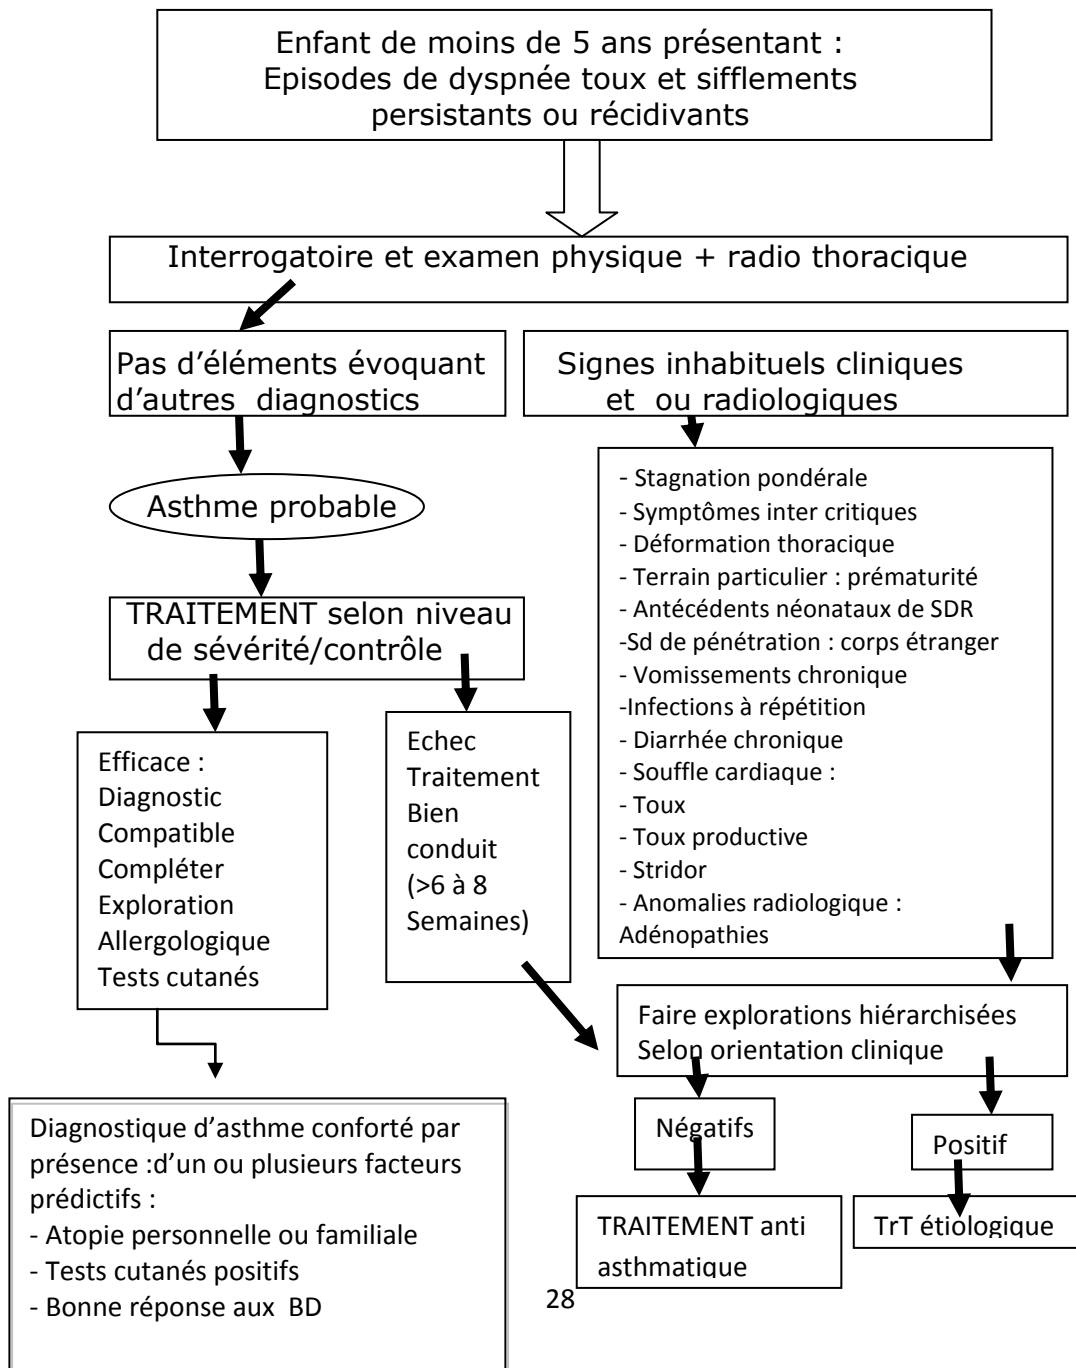 Enfant de moins de 5 ans présentant :
Episodes de dyspnée toux et sifflements
persistants ou récidivants
Interrogatoire et examen physique + radio thoracique
Pas d’éléments évoquant
d’autres diagnostics
Signes inhabituels cliniques
et ou radiologiques
Asthme probable
- Stagnation pondérale
- Symptômes inter critiques
- Déformation thoracique
- Terrain particulier : prématurité
- Antécédents néonataux de SDR
-Sd de pénétration : corps étranger
- Vomissements chronique
-Infections à répétition
- Diarrhée chronique
- Souffle cardiaque :
- Toux
- Toux productive
- Stridor
- Anomalies radiologique :
Adénopathies
TRAITEMENT selon niveau
de sévérité/contrôle
Efficace :
Diagnostic
Compatible
Compléter
Exploration
Allergologique
Tests cutanés
Echec
Traitement
Bien
conduit
(>6 à 8
Semaines)
Faire explorations hiérarchisées
Selon orientation clinique
Négatifs
Positif
TRAITEMENT anti
asthmatique
TrT étiologique
Diagnostique d’asthme conforté par
présence :d’un ou plusieurs facteurs
prédictifs :
- Atopie personnelle ou familiale
- Tests cutanés positifs
- Bonne réponse aux BD
28